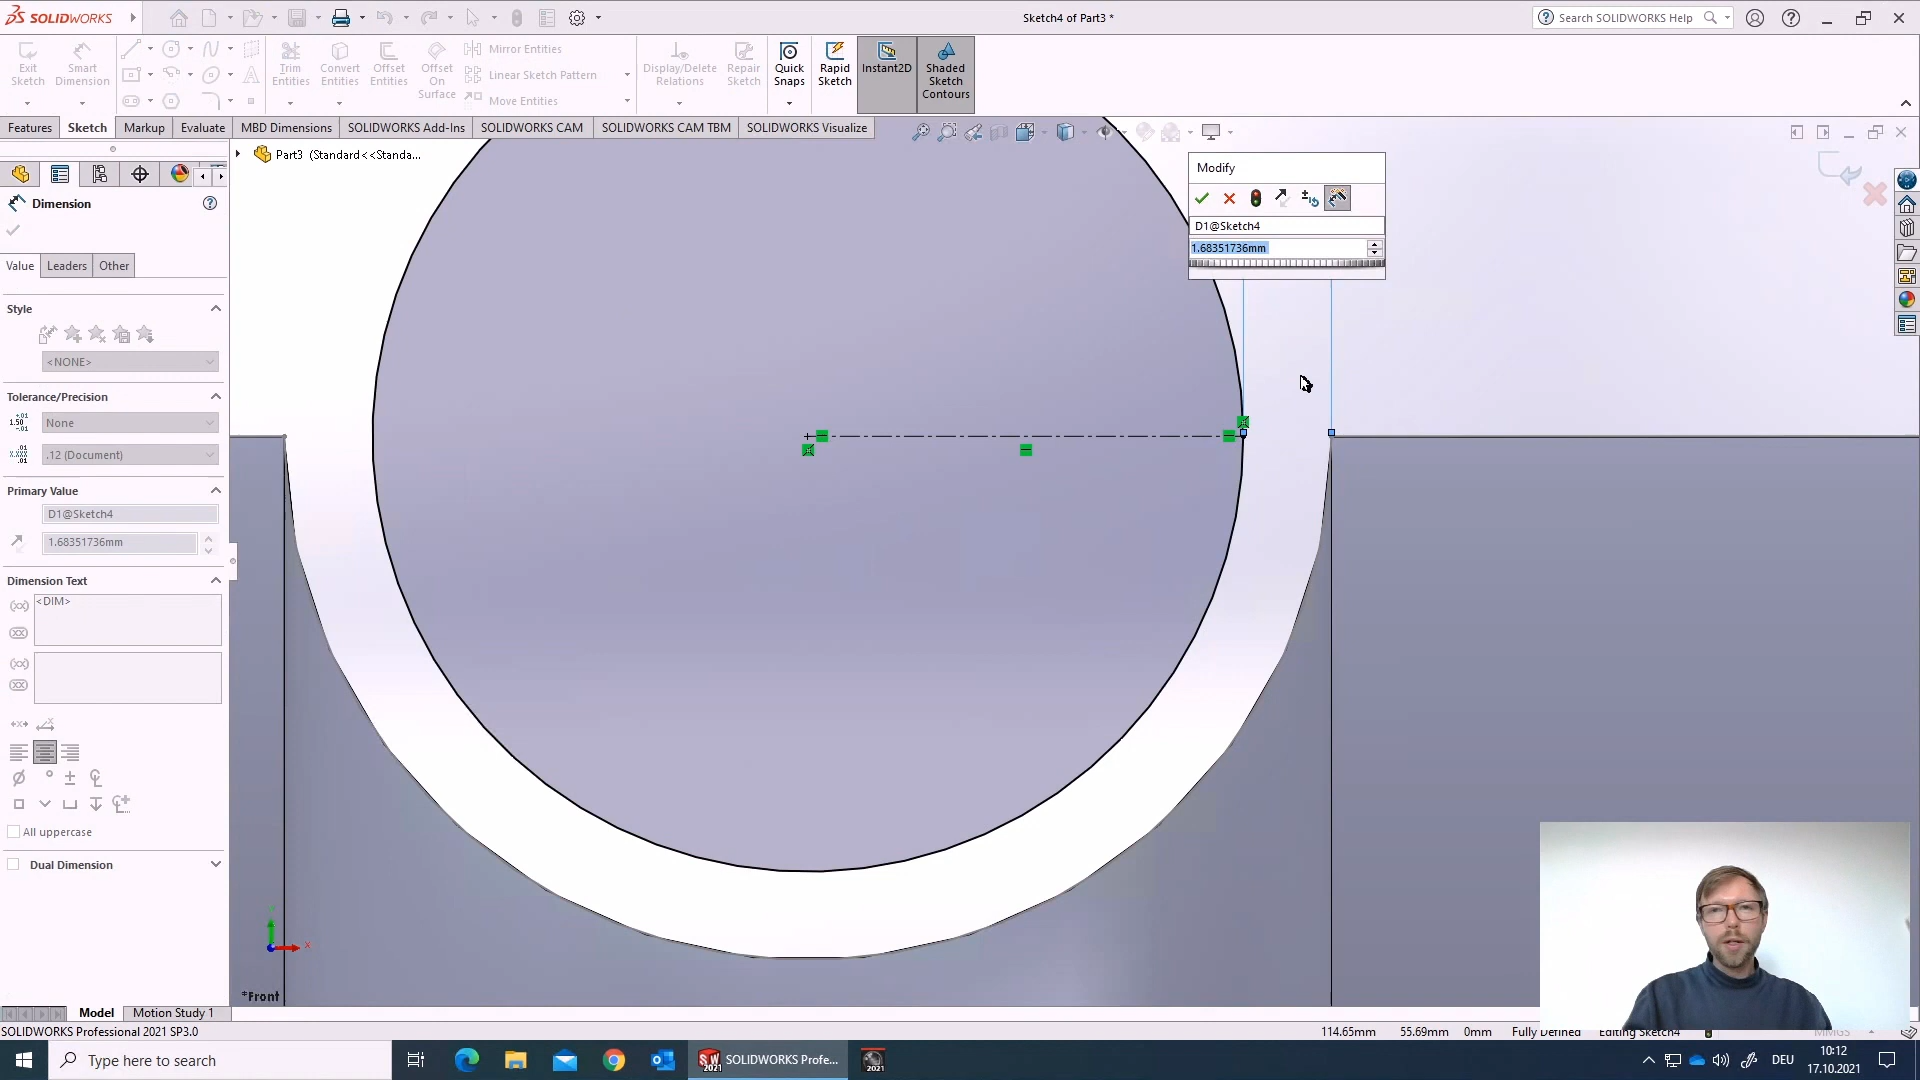 SOLIDWORKS
Sketch4 of Part3 *
Search SOLIDWORKS Help
Exit Sketch
Smart Dimension
Trim Entities
Convert Entities
Offset Entities
Offset On Surface
Mirror Entities
Linear Sketch Pattern
Move Entities
Display/Delete Relations
Repair Sketch
Quick Snaps
Rapid Sketch
Instant2D
Shaded Sketch Contours
Features
Sketch
Markup
Evaluate
MBD Dimensions
SOLIDWORKS Add-Ins
SOLIDWORKS CAM
SOLIDWORKS CAM TBM
SOLIDWORKS Visualize
Part3 (Standard<<Standa...
Modify
D1@Sketch4
1.68351736mm
Dimension
Value
Leaders
Other
Style
<NONE>
Tolerance/Precision
None
.12 (Document)
Primary Value
D1@Sketch4
1.68351736mm
Dimension Text
<DIM>
All uppercase
Dual Dimension
X
*Front
Model
Motion Study 1
SOLIDWORKS Professional 2021 SP3.0
114.65mm
55.69mm
0mm
Fully Defined
Editing Sketch4
MMGS
Type here to search
SOLIDWORKS Profe...
DEU
10:12
17.10.2021